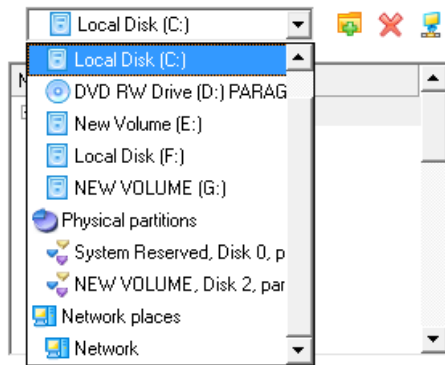 Local Disk (C:)
Local Disk (C:)
DVD RW Drive (D:) PARAG
New Volume (E:)
Local Disk (F:)
NEW VOLUME (G:)
Physical partitions
System Reserved, Disk 0, p
NEW VOLUME, Disk 2, par
Network places
Network